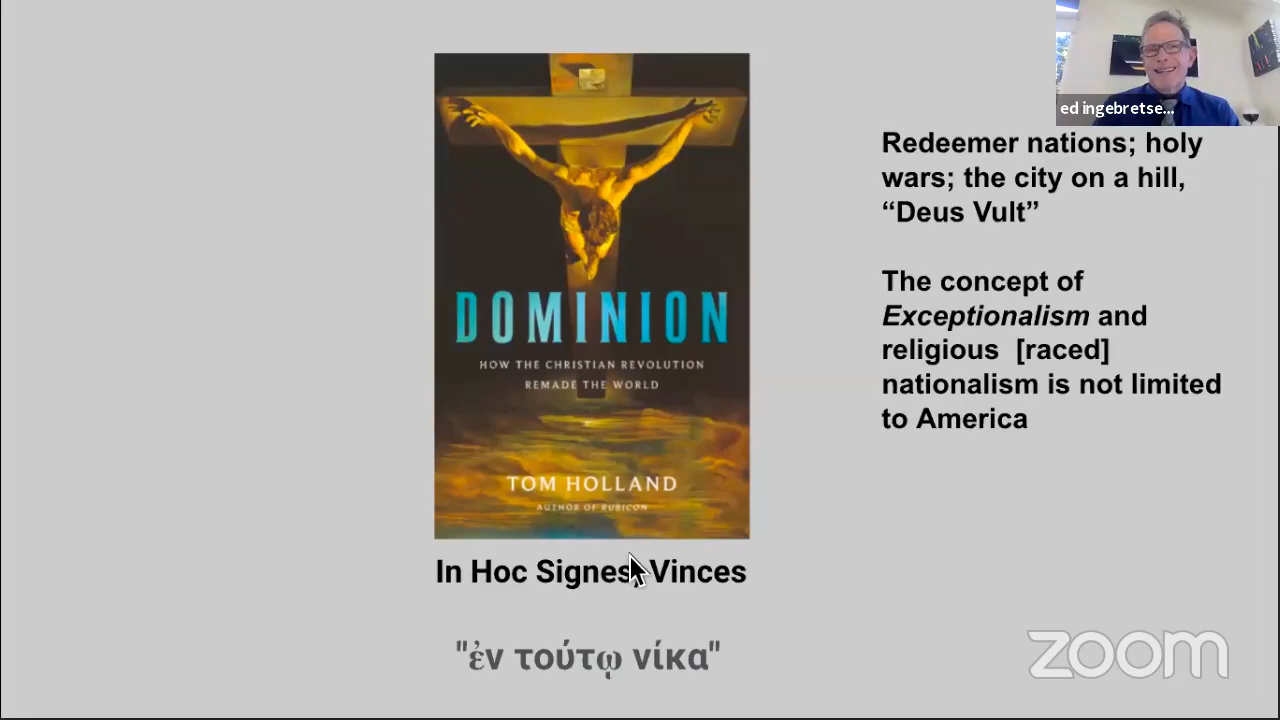 ed ingebretse...
Redeemer nations; holy
wars; the city on a hill,
“Deus Vult”
The concept of
Exceptionalism and
religious [raced]
nationalism is not limited
to America
DOMINION
HOW THE CHRISTIAN REVOLUTION
REMADE THE WORLD
TOM HOLLAND
AUTHOR OF RUBICON
In Hoc Signes, Vinces
"ἐν τούτῳ νίκα"
zoom